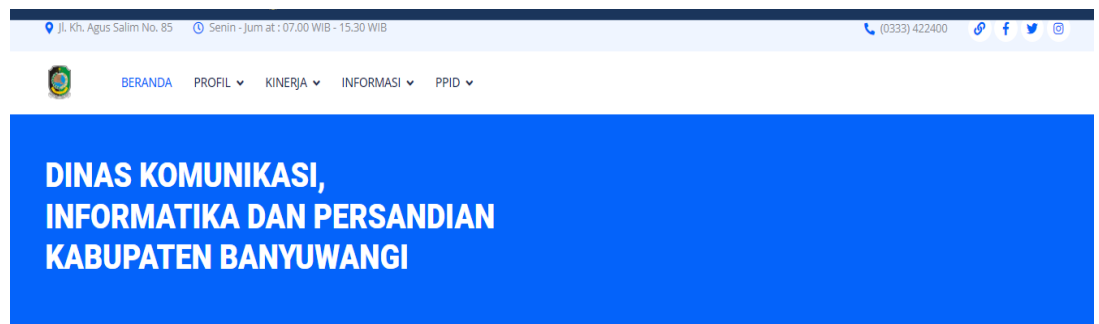 Jl. Kh. Agus Salim No. 85 Senin - Jum at : 07.00 WIB - 15.30 WIB (0333) 422400
BERANDA PROFIL KINERJA INFORMASI PPID
DINAS KOMUNIKASI,
INFORMATIKA DAN PERSANDIAN
KABUPATEN BANYUWANGI